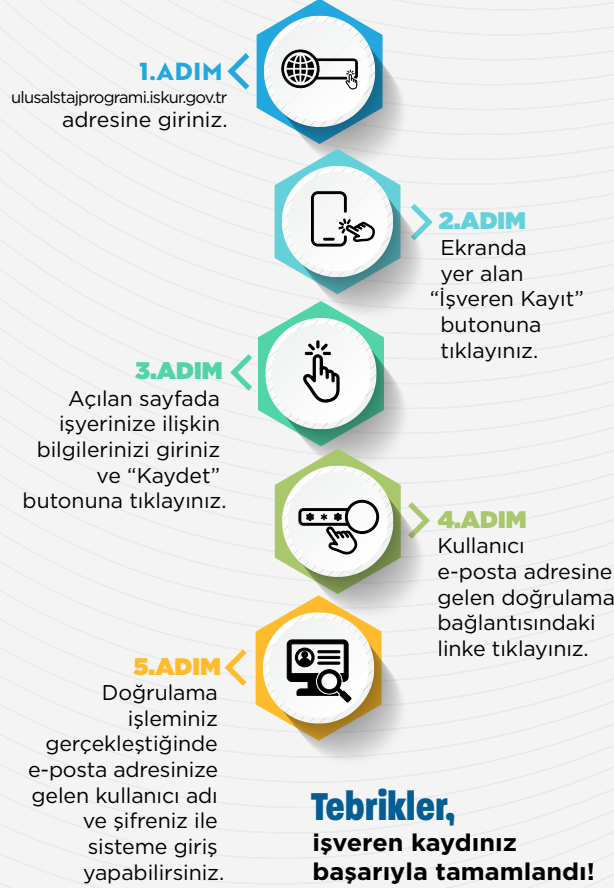 1.ADIM
ulusalstajprogrami.iskur.gov.tr
adresine giriniz.
2.ADIM
Ekranda
yer alan
“İşveren Kayıt”
butonuna
tıklayınız.
3.ADIM
Açılan sayfada
işyerinize ilişkin
bilgilerinizi giriniz
ve “Kaydet”
butonuna tıklayınız.
4.ADIM
Kullanıcı
e-posta adresine
gelen doğrulama
bağlantısındaki
linke tıklayınız.
5.ADIM
Doğrulama
işleminiz
gerçekleştiğinde
e-posta adresinize
gelen kullanıcı adı
ve şifreniz ile
sisteme giriş
yapabilirsiniz.
Tebrikler,
işveren kaydınız
başarıyla tamamlandı!